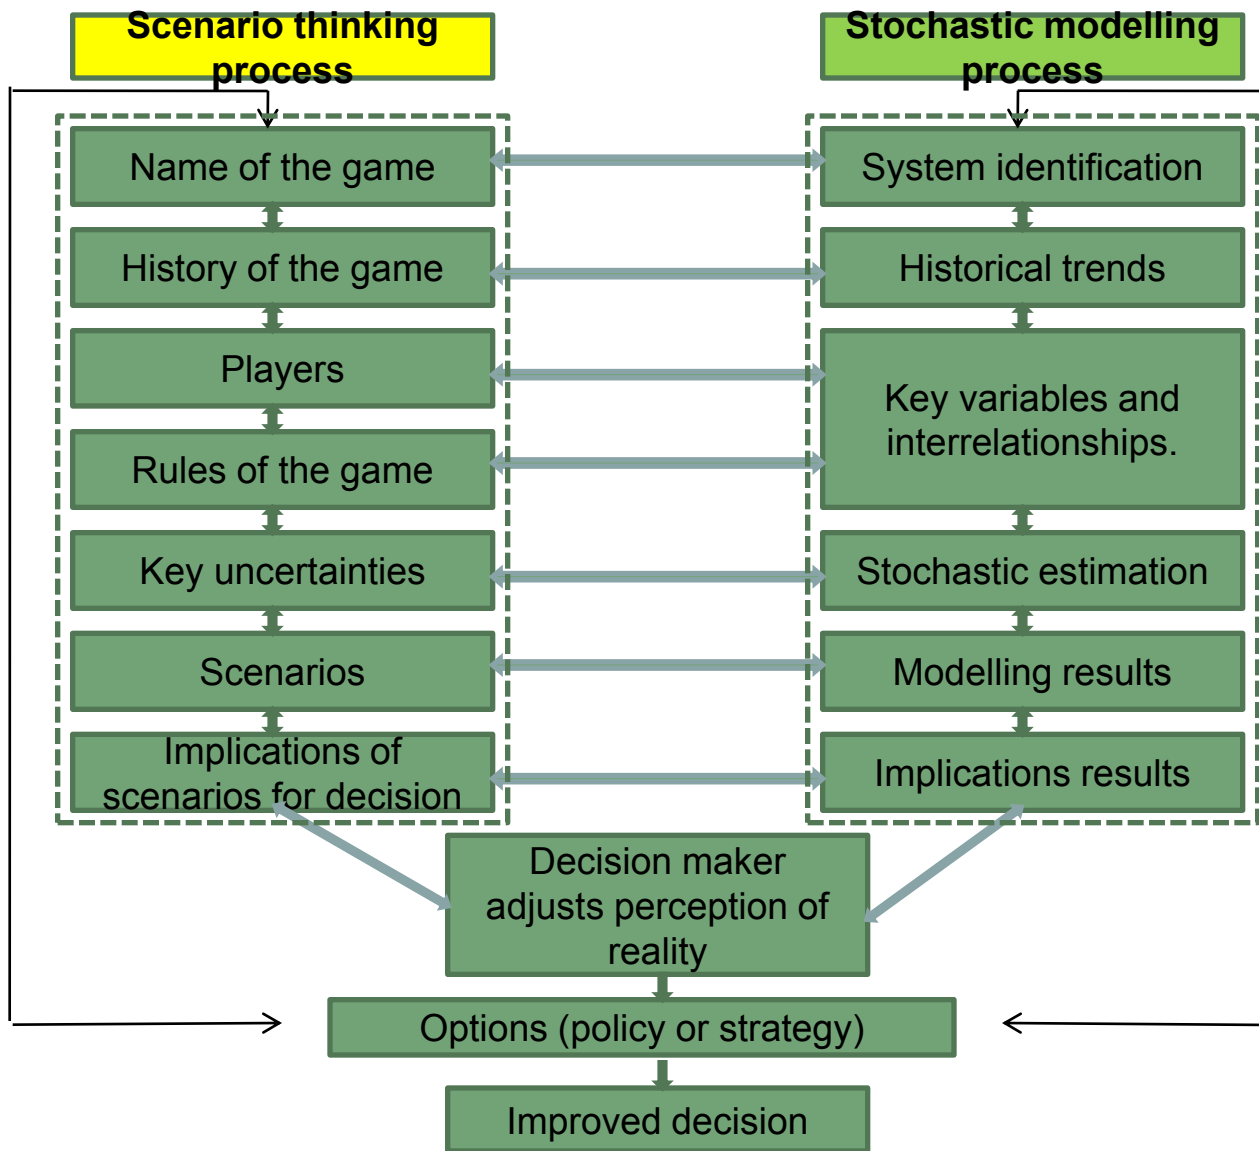 Scenario thinking
process
Stochastic modelling
process
Name of the game
System identification
History of the game
Historical trends
Players
Key variables and
interrelationships.
Rules of the game
Key uncertainties
Stochastic estimation
Scenarios
Modelling results
Implications of
scenarios for decision
Implications results
Decision maker
adjusts perception of
reality
Options (policy or strategy)
Improved decision